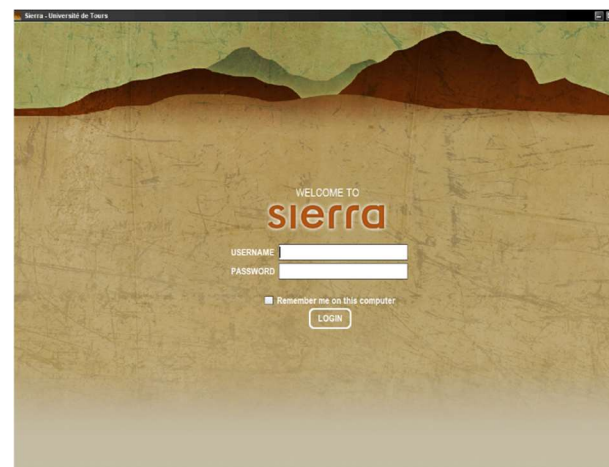 Sierra - Université de Tours
WELCOME TO
sierra
USERNAME
PASSWORD
Remember me on this computer
LOGIN